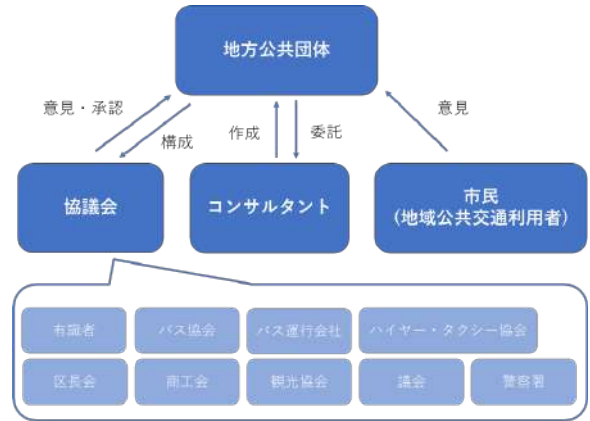 地方公共団体
意見・承認
構成
作成
委託
意見
協議会
コンサルタント
市民
(地域公共交通利用者)
有識者
バス協会
バス運行会社
ハイヤー・タクシー協会
区長会
商工会
観光協会
議会
警察署